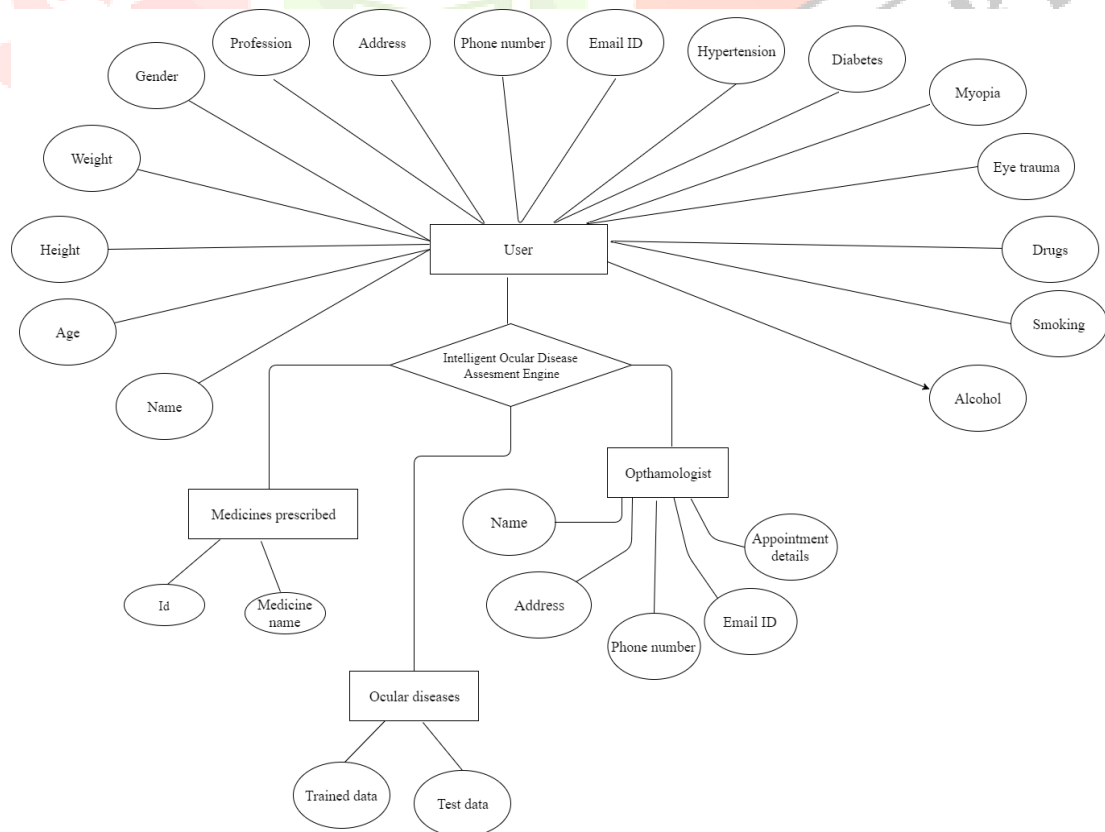 Profession
Address
Phone number
Email ID
Hypertension
Diabetes
Gender
Myopia
Weight
Eye trauma
Height
User
Drugs
Age
Smoking
Intelligent Ocular Disease
Assesment Engine
Name
Alcohol
Opthamologist
Medicines prescribed
Name
Appointment
details
Id
Medicine
name
Address
Email ID
Phone number
Ocular diseases
Trained data
Test data